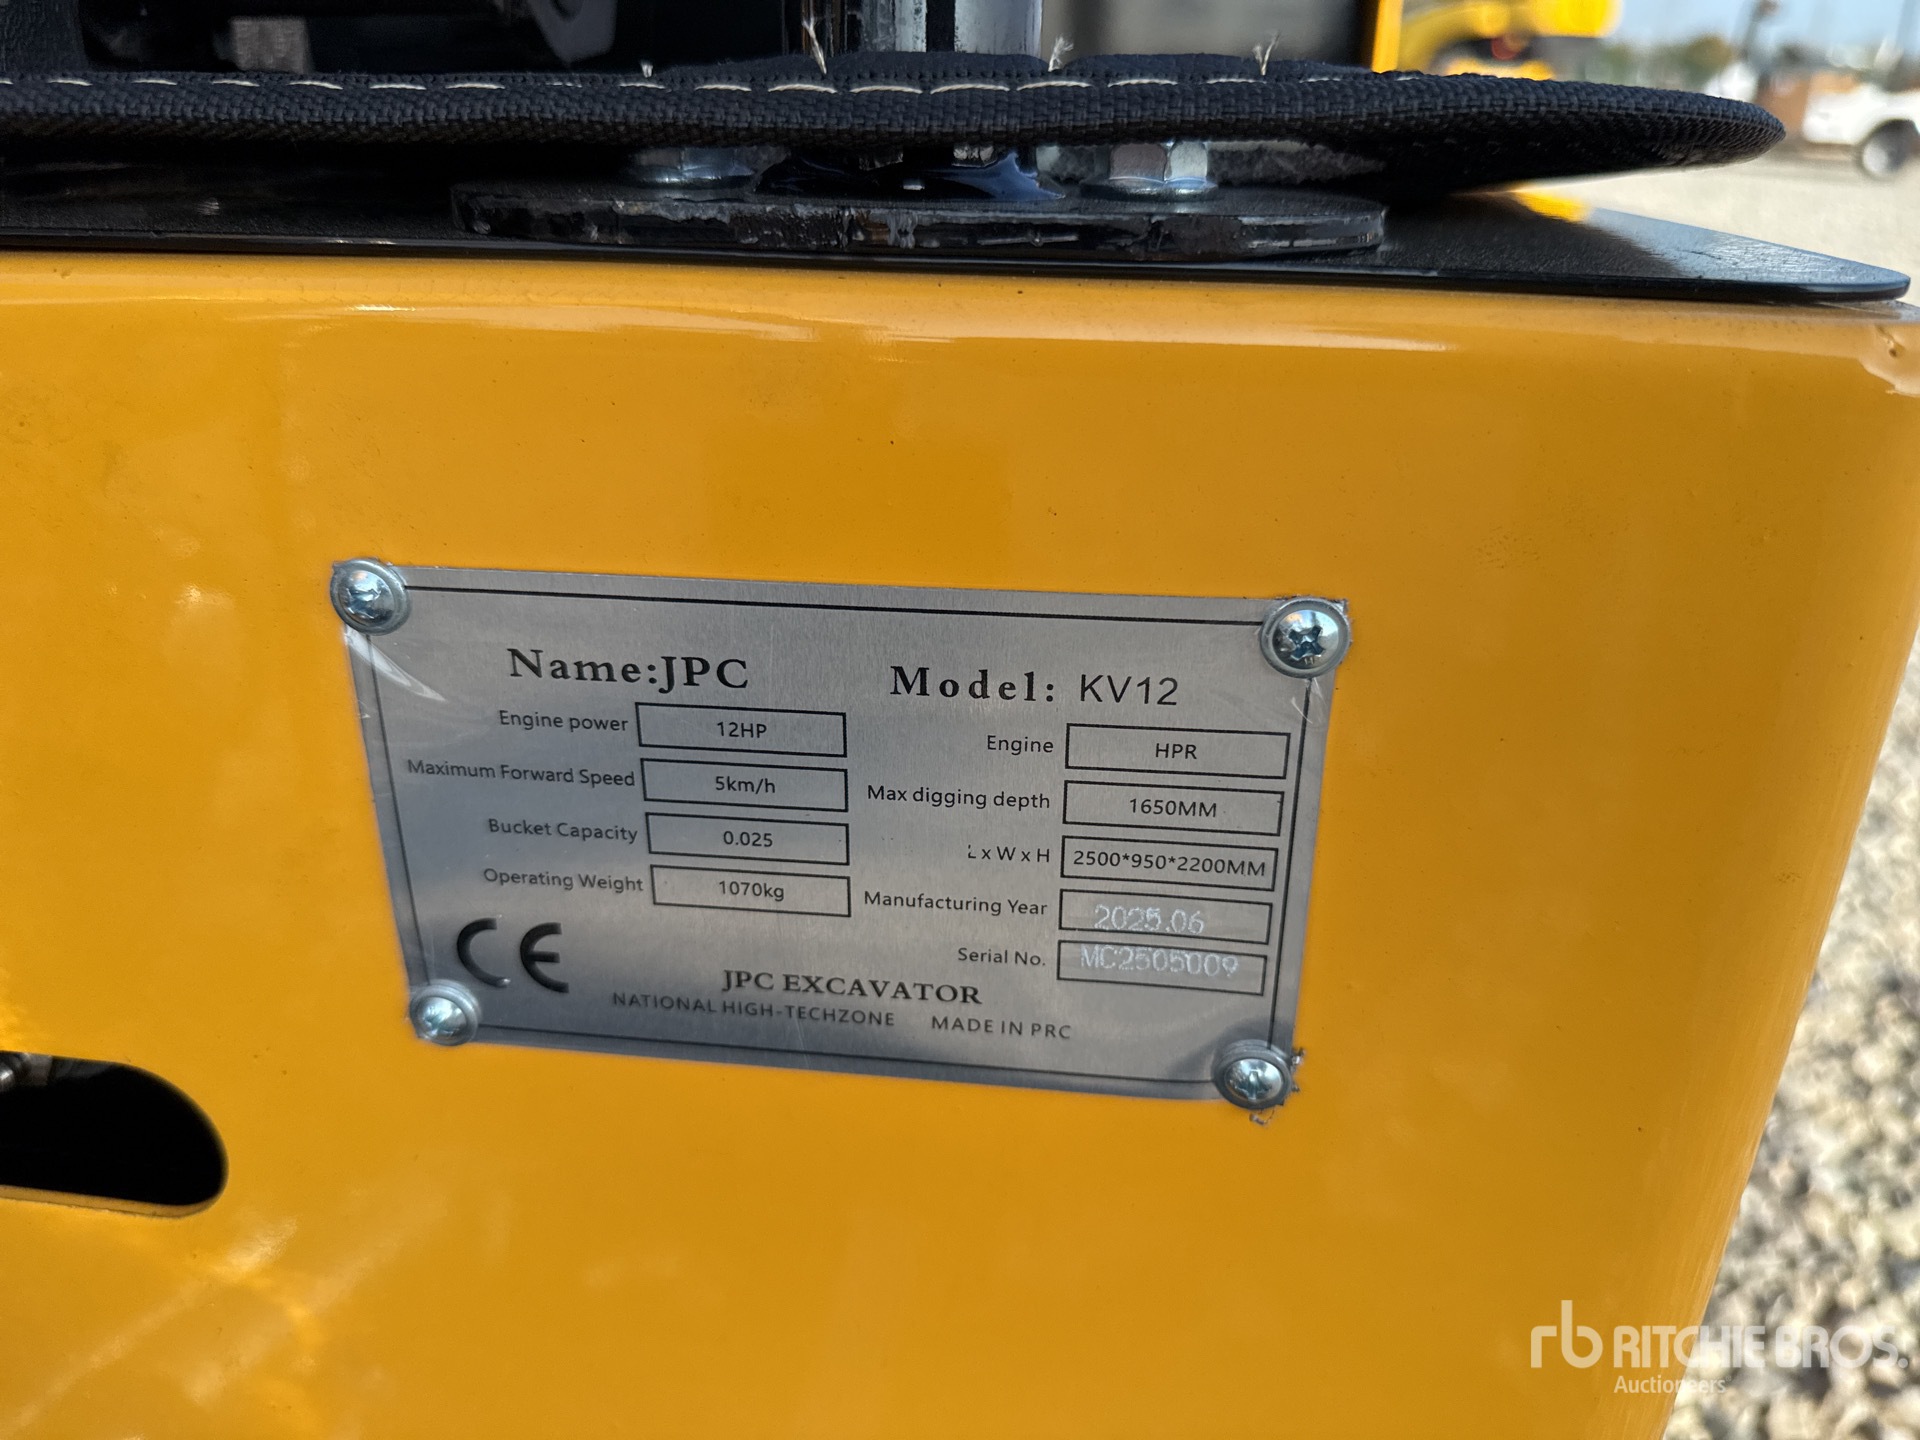 Name:JPC Model: KV12
Engine power 12HP Engine HPR
Maximum Forward Speed 5km/h Max digging depth 1650MM
Bucket Capacity 0.025 L x W x H 2500*950*2200MM
Operating Weight 1070kg Manufacturing Year 2025.06
Serial No. MC2505009
CE
JPC EXCAVATOR
NATIONAL HIGH-TECHZONE MADE IN PRC
rb RITCHIE BROS.
Auctioneers